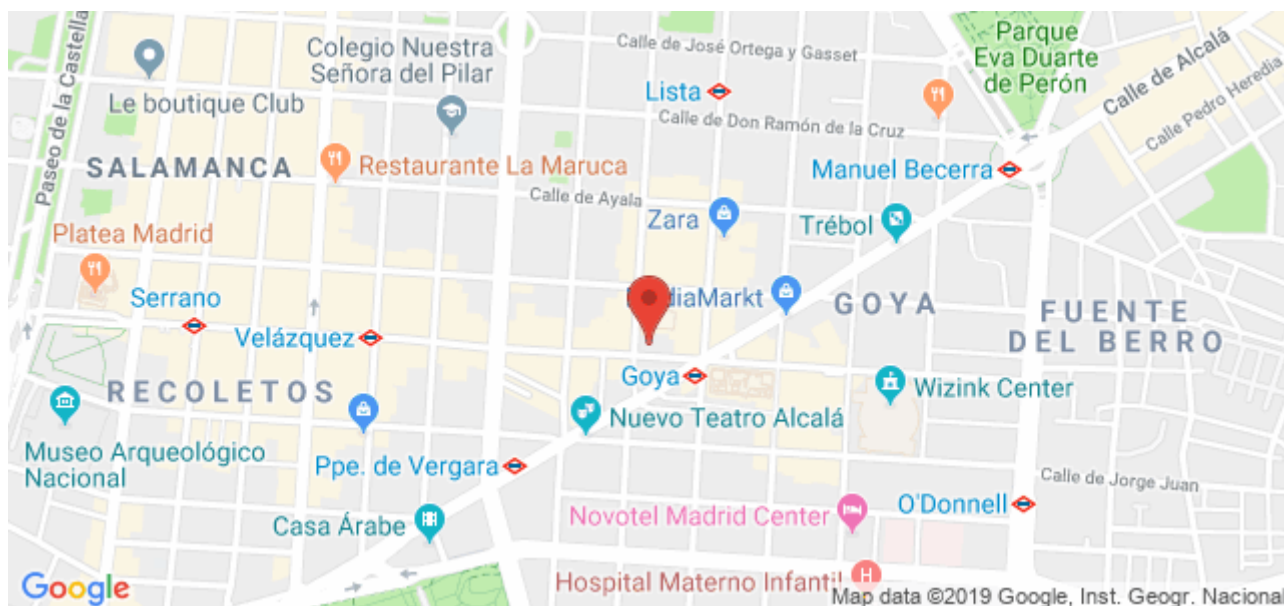 Calle de José Ortega y Gasset
Parque
Eva Duarte
de Perón
Colegio Nuestra
Señora del Pilar
Paseo de la Castella
Le boutique Club
Lista
Calle de Don Ramón de la Cruz
Calle de Alcalá
Calle Pedro Heredia
SALAMANCA
Restaurante La Maruca
Manuel Becerra
Calle de Ayala
Zara
Trébol
Platea Madrid
Serrano
diaMarkt
GOYA
FUENTE
DEL BERRO
Velázquez
Goya
Wizink Center
RECOLETOS
Nuevo Teatro Alcalá
Museo Arqueológico
Nacional
Ppe. de Vergara
Calle de Jorge Juan
Casa Árabe
Novotel Madrid Center
O'Donnell
Hospital Materno Infantil
H
Google
Map data ©2019 Google, Inst. Geogr. Naciona